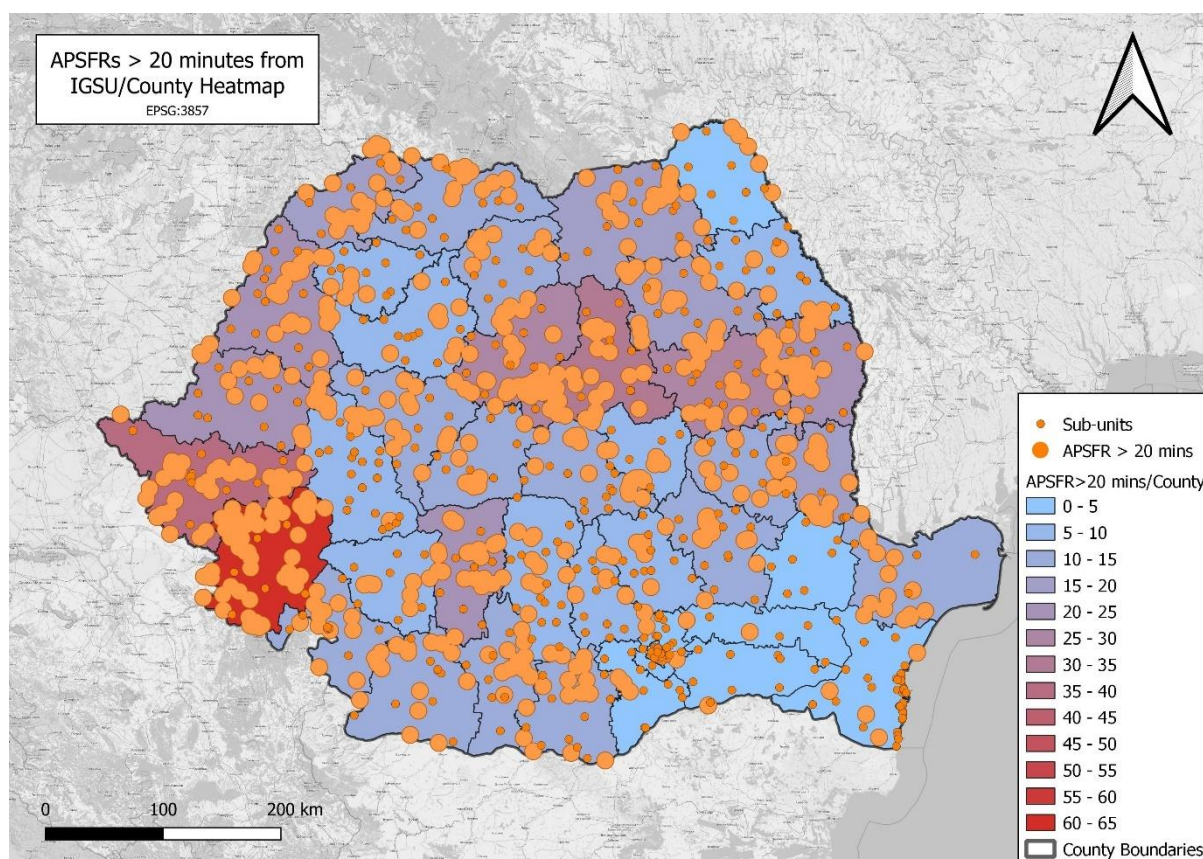 APSFRs > 20 minutes from
IGSU/County Heatmap
EPSG:3857
Sub-units
APSFR > 20 mins
APSFR>20 mins/County
0 - 5
5 - 10
10 - 15
15 - 20
20 - 25
25 - 30
30 - 35
35 - 40
40 - 45
45 - 50
50 - 55
55 - 60
60 - 65
County Boundaries
0 100 200 km